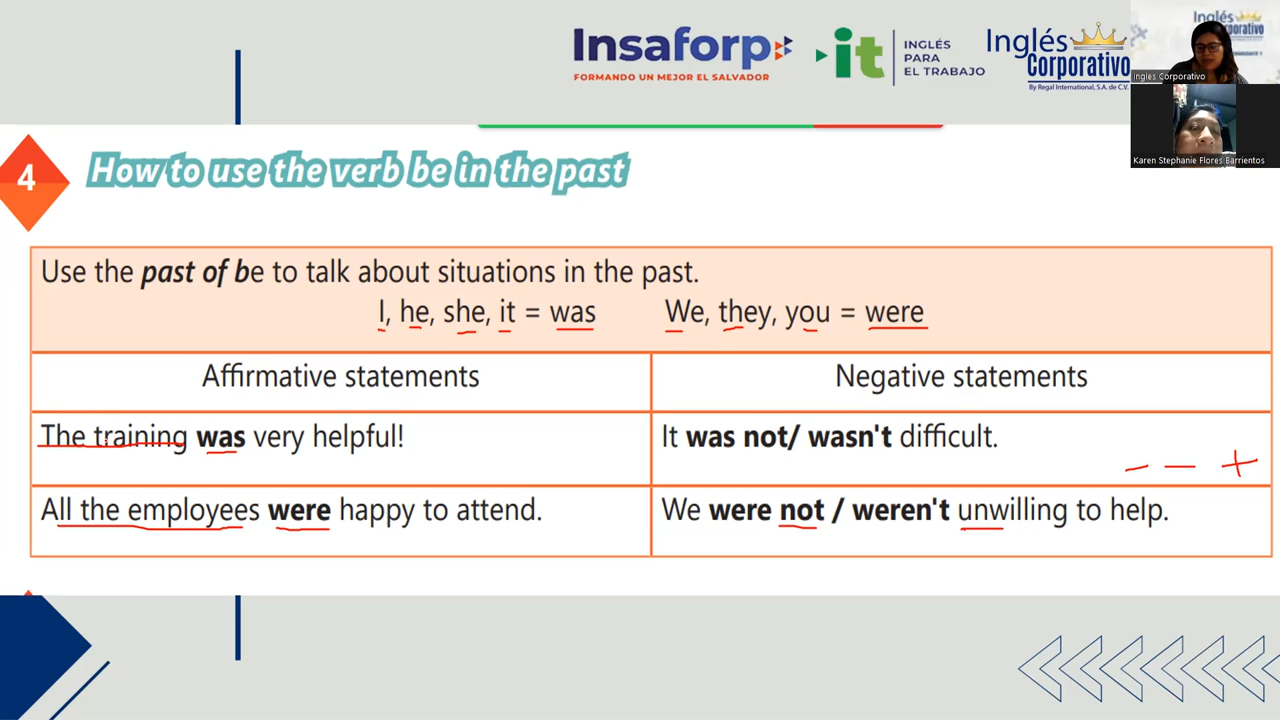 Insaforp
FORMANDO UN MEJOR EL SALVADOR
it
INGLÉS
PARA
EL TRABAJO
Inglés
Corporativo
By Regal International, S.A. de C.V.
Inglés
Corporativo
Ingles Corporativo
Karen Stephanie Flores Barrientos
4
How to use the verb be in the past
Use the past of be to talk about situations in the past.
I, he, she, it = was We, they, you = were
Affirmative statements
Negative statements
The training was very helpful!
It was not/ wasn't difficult.
— — +
All the employees were happy to attend.
We were not / weren't unwilling to help.